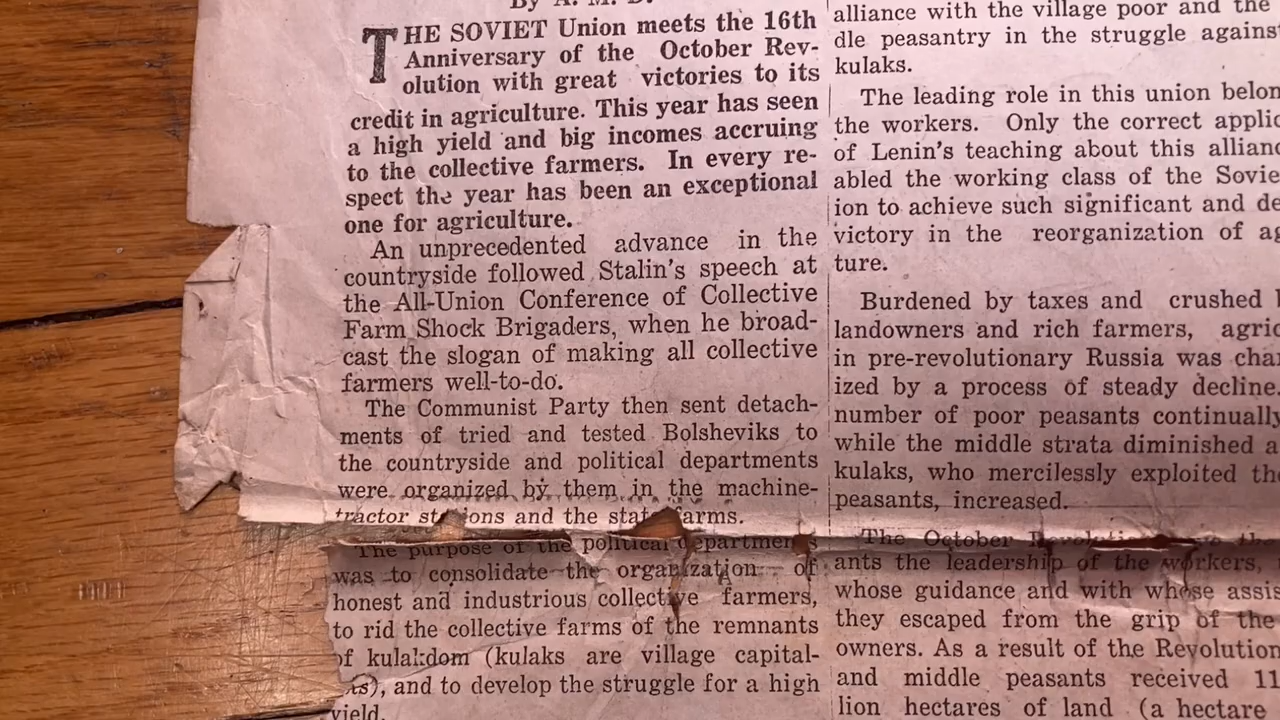 By A. M. D.
THE SOVIET Union meets the 16th
Anniversary of the October Rev-
olution with great victories to its
credit in agriculture. This year has seen
a high yield and big incomes accruing
to the collective farmers. In every re-
spect the year has been an exceptional
one for agriculture.
An unprecedented advance in the
countryside followed Stalin's speech at
the All-Union Conference of Collective
Farm Shock Brigaders, when he broad-
cast the slogan of making all collective
farmers well-to-do.
The Communist Party then sent detach-
ments of tried and tested Bolsheviks to
the countryside and political departments
were organized by them in the machine-
tractor stations and the state farms.
The purpose of the political departments
was to consolidate the organization of
honest and industrious collective farmers,
to rid the collective farms of the remnants
of kulakdom (kulaks are village capital-
ists), and to develop the struggle for a high
yield.
alliance with the village poor and the
dle peasantry in the struggle against
kulaks.
The leading role in this union belon
the workers. Only the correct applic
of Lenin's teaching about this allianc
abled the working class of the Sovie
ion to achieve such significant and de
victory in the reorganization of ag
ture.
Burdened by taxes and crushed
landowners and rich farmers, agric
in pre-revolutionary Russia was char
ized by a process of steady decline.
number of poor peasants continually
while the middle strata diminished a
kulaks, who mercilessly exploited the
peasants, increased.
The October Revolution
ants the leadership of the workers,
whose guidance and with whose assis
they escaped from the grip of the
owners. As a result of the Revolution
and middle peasants received 11
lion hectares of land (a hectare